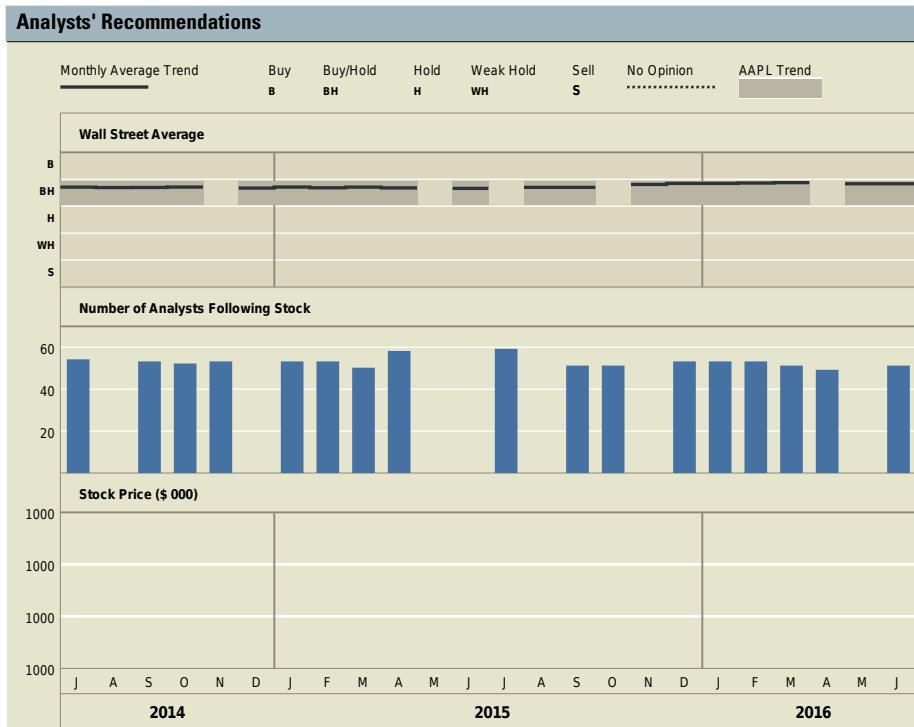 Analysts' Recommendations
Monthly Average Trend Buy Buy/Hold Hold Weak Hold Sell No Opinion AAPL Trend
B BH H WH S
Wall Street Average
B
BH
H
WH
S
Number of Analysts Following Stock
60
40
20
Stock Price ($ 000)
1000
1000
1000
1000
J A S O N D J F M A M J J A S O N D J F M A M J
2014 2015 2016